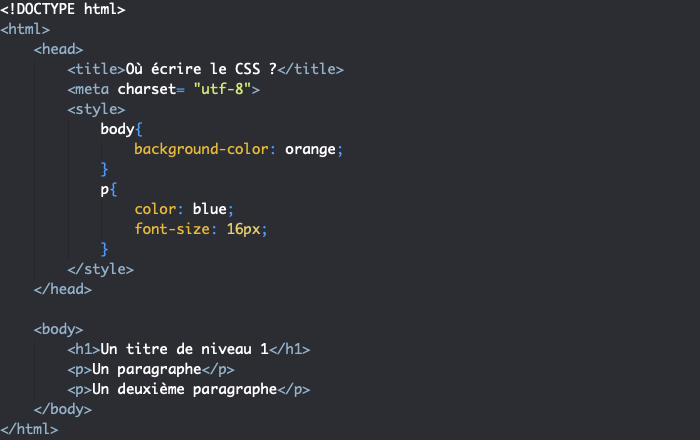 <!DOCTYPE html>
<html>
    <head>
        <title>Où écrire le CSS ?</title>
        <meta charset= "utf-8">
        <style>
            body{
                background-color: orange;
            }
            p{
                color: blue;
                font-size: 16px;
            }
        </style>
    </head>

    <body>
        <h1>Un titre de niveau 1</h1>
        <p>Un paragraphe</p>
        <p>Un deuxième paragraphe</p>
    </body>
</html>